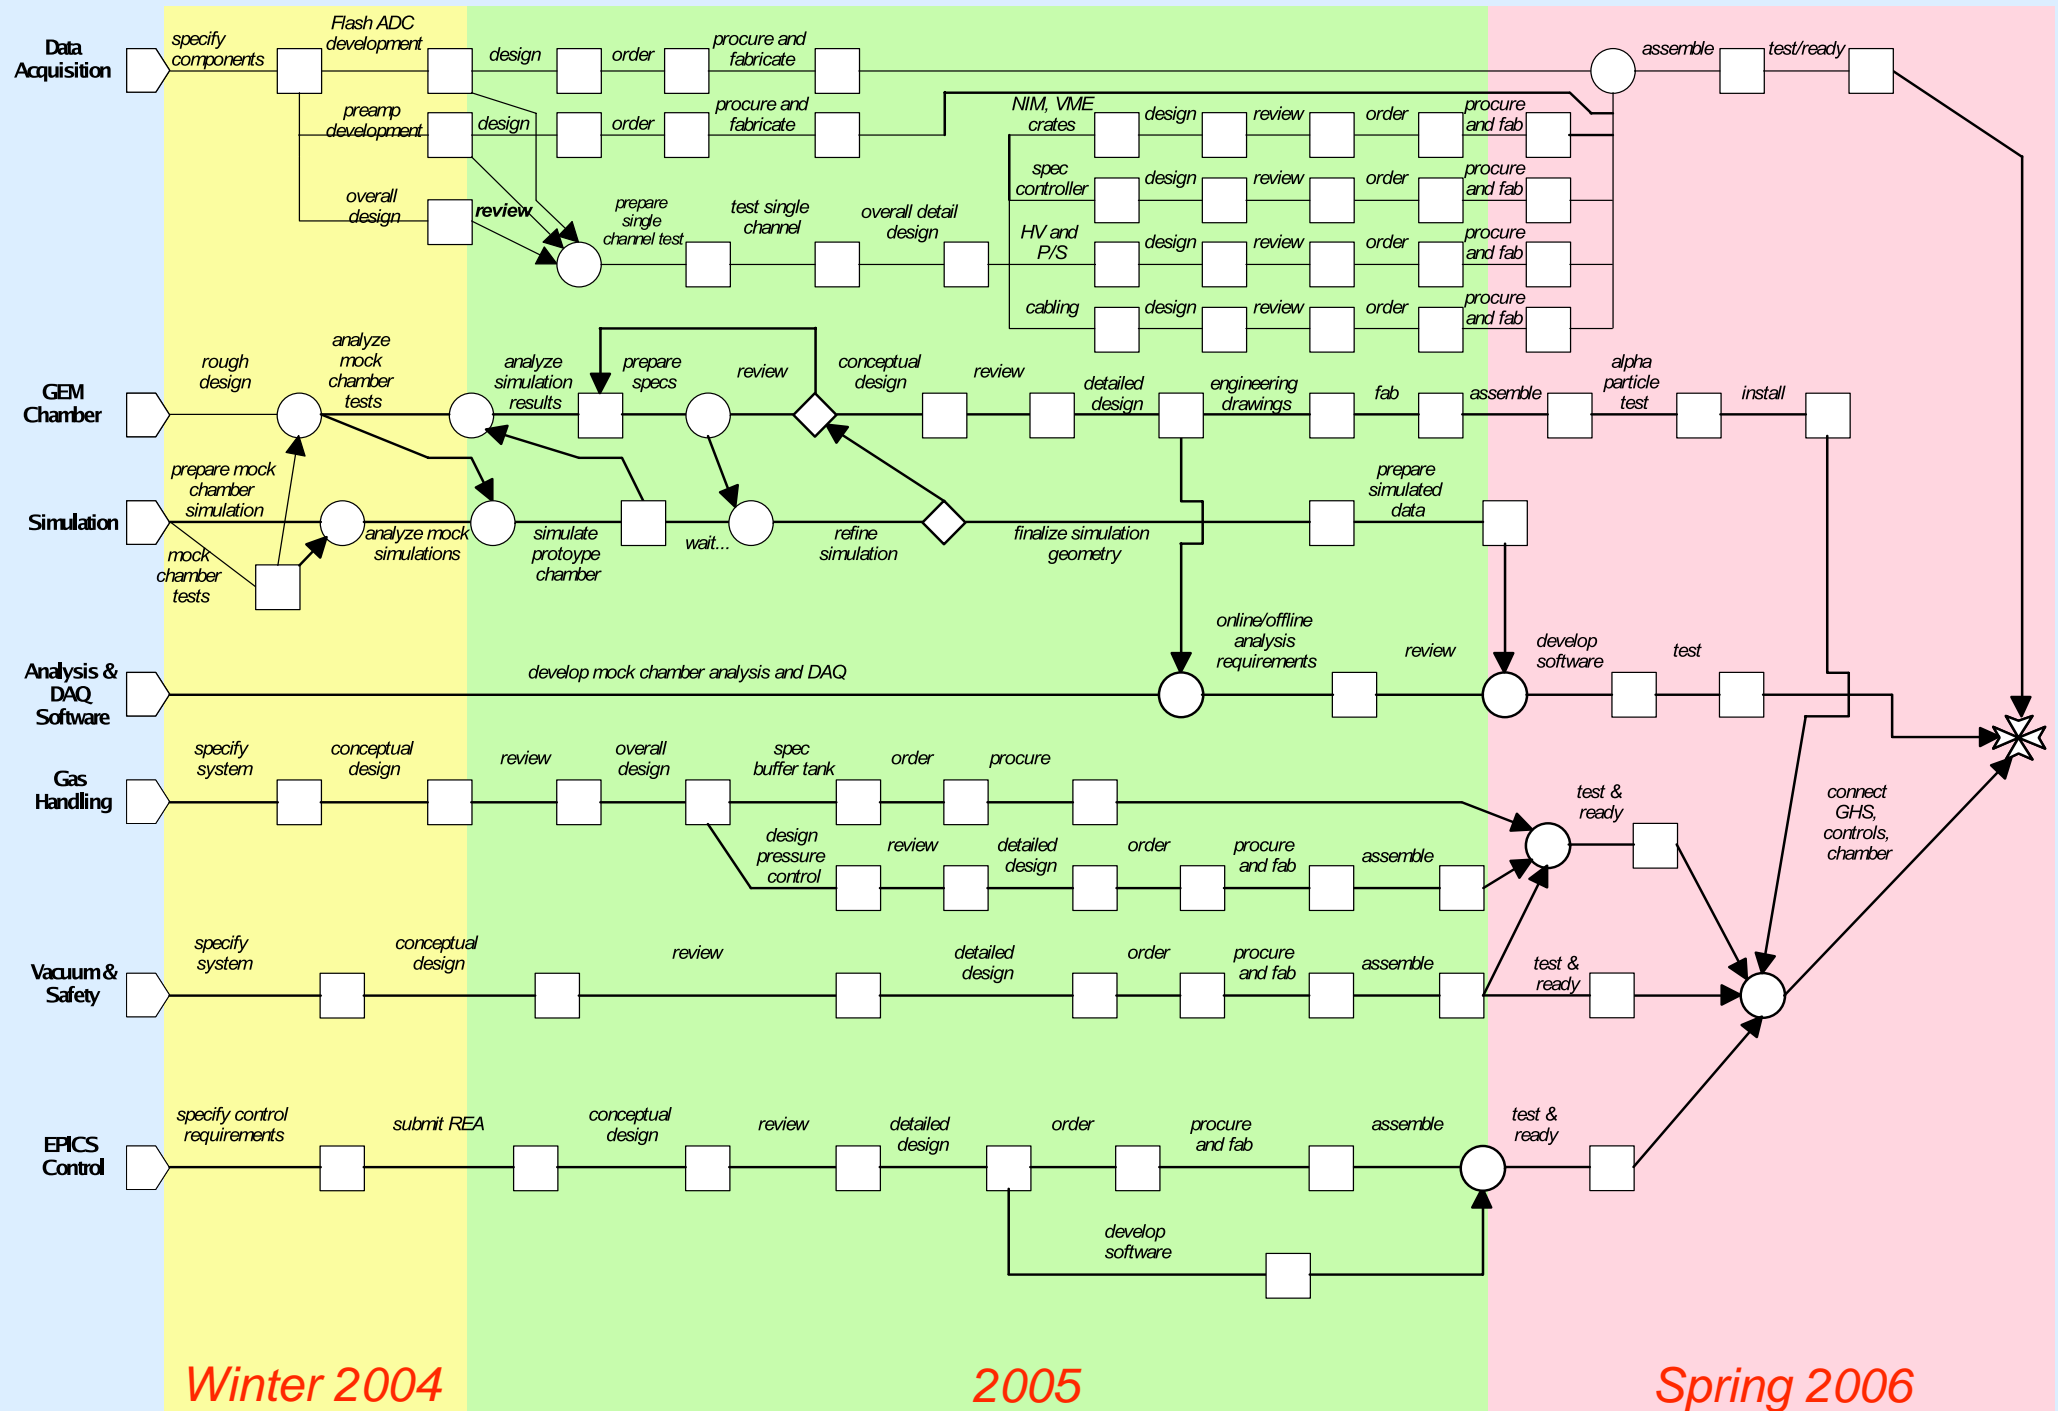 Data
Acquisition
specify
components
Flash ADC
development
design
order
procure and
fabricate
assemble
test/ready
preamp
development
design
order
procure and
fabricate
NIM, VME
crates
design
review
order
procure
and fab
spec
controller
design
review
order
procure
and fab
overall
design
review
prepare
single
channel test
test single
channel
overall detail
design
HV and
P/S
design
review
order
procure
and fab
cabling
design
review
order
procure
and fab
GEM
Chamber
rough
design
analyze
mock
chamber
tests
analyze
simulation
results
prepare
specs
review
conceptual
design
review
detailed
design
engineering
drawings
fab
assemble
alpha
particle
test
install
Simulation
prepare mock
chamber
simulation
mock
chamber
tests
analyze mock
simulations
simulate
protoype
chamber
wait...
refine
simulation
finalize simulation
geometry
prepare
simulated
data
Analysis &
DAQ
Software
develop mock chamber analysis and DAQ
online/offline
analysis
requirements
review
develop
software
test
Gas
Handling
specify
system
conceptual
design
review
overall
design
spec
buffer tank
order
procure
test &
ready
connect
GHS,
controls,
chamber
design
pressure
control
review
detailed
design
order
procure
and fab
assemble
Vacuum &
Safety
specify
system
conceptual
design
review
detailed
design
order
procure
and fab
assemble
test &
ready
EPICS
Control
specify control
requirements
submit REA
conceptual
design
review
detailed
design
order
procure
and fab
assemble
test &
ready
develop
software
Winter 2004
2005
Spring 2006